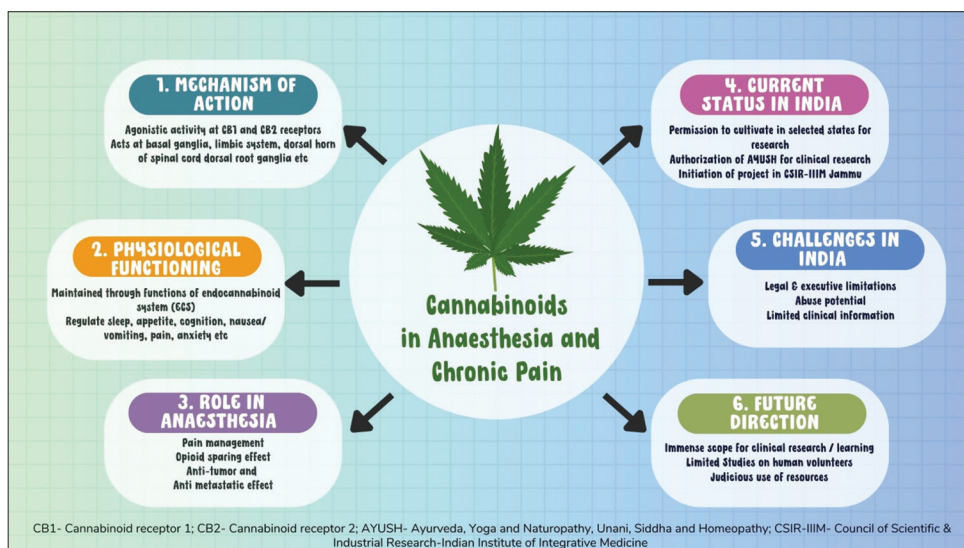 1. MECHANISM OF
ACTION
Agonistic activity at CB1 and CB2 receptors
Acts at basal ganglia, limbic system, dorsal horn
of spinal cord dorsal root ganglia etc
2. PHYSIOLOGICAL
FUNCTIONING
Maintained through functions of endocannabinoid
system (ECS)
Regulate sleep, appetite, cognition, nausea/
vomiting, pain, anxiety etc
3. ROLE IN
ANAESTHESIA
Pain management
Opioid sparing effect
Anti-tumor and
Anti metastatic effect
Cannabinoids
in Anaesthesia and
Chronic Pain
4. CURRENT
STATUS IN INDIA
Permission to cultivate in selected states for
research
Authorization of AYUSH for clinical research
Initiation of project in CSIR-IIIM Jammu
5. CHALLENGES IN
INDIA
Legal & executive limitations
Abuse potential
Limited clinical information
6. FUTURE
DIRECTION
Immense scope for clinical research / learning
Limited Studies on human volunteers
Judicious use of resources
CB1- Cannabinoid receptor 1; CB2- Cannabinoid receptor 2; AYUSH- Ayurveda, Yoga and Naturopathy, Unani, Siddha and Homeopathy; CSIR-IIIM- Council of Scientific &
Industrial Research-Indian Institute of Integrative Medicine